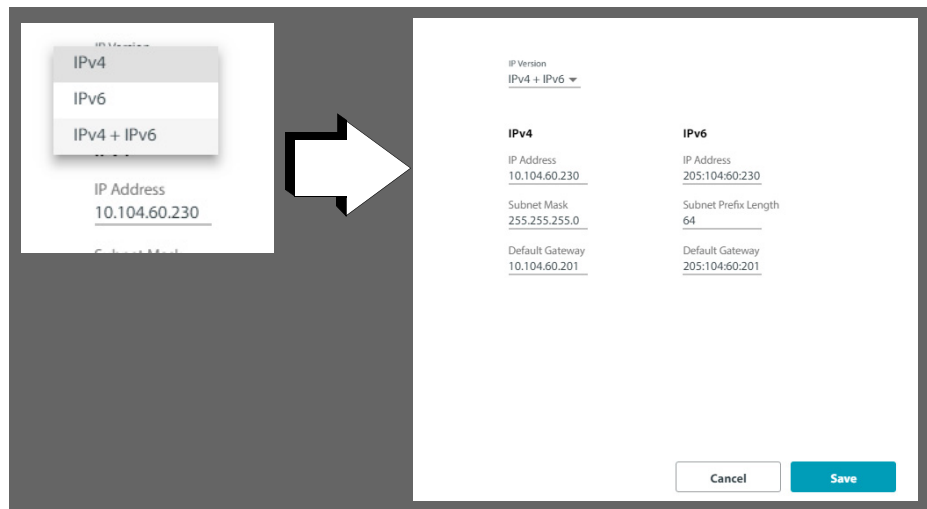 IPv4
IPv6
IPv4 + IPv6
IP Address
10.104.60.230
IP Version
IPv4 + IPv6
IPv4
IPv6
IP Address
IP Address
10.104.60.230
205:104:60:230
Subnet Mask
Subnet Prefix Length
255.255.255.0
64
Default Gateway
Default Gateway
10.104.60.201
205:104:60:201
Cancel
Save